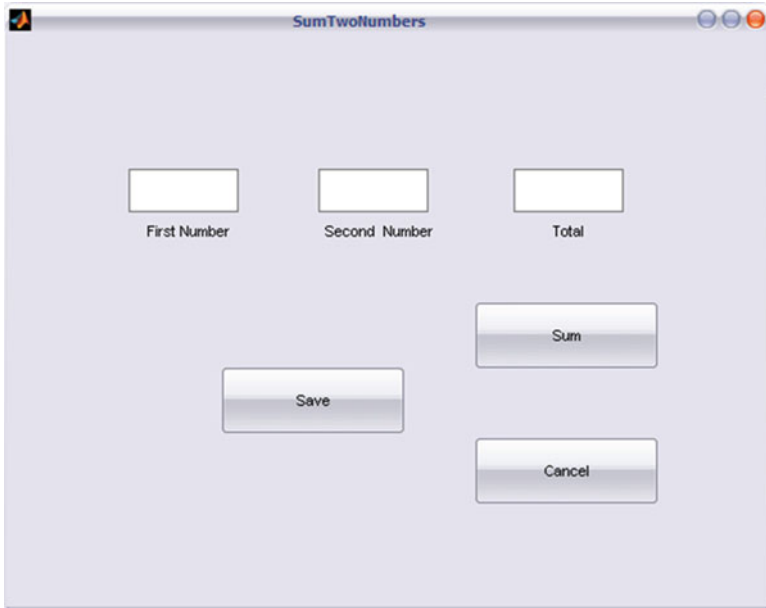 SumTwoNumbers
First Number Second Number Total
Sum
Save
Cancel